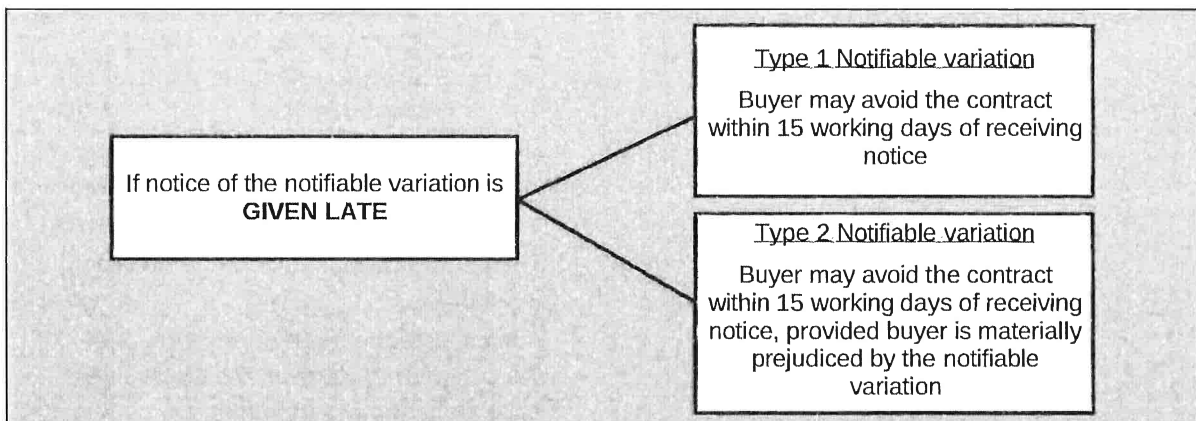 If notice of the notifiable variation is
GIVEN LATE
Type 1 Notifiable variation
Buyer may avoid the contract
within 15 working days of receiving
notice
Type 2 Notifiable variation
Buyer may avoid the contract
within 15 working days of receiving
notice, provided buyer is materially
prejudiced by the notifiable
variation